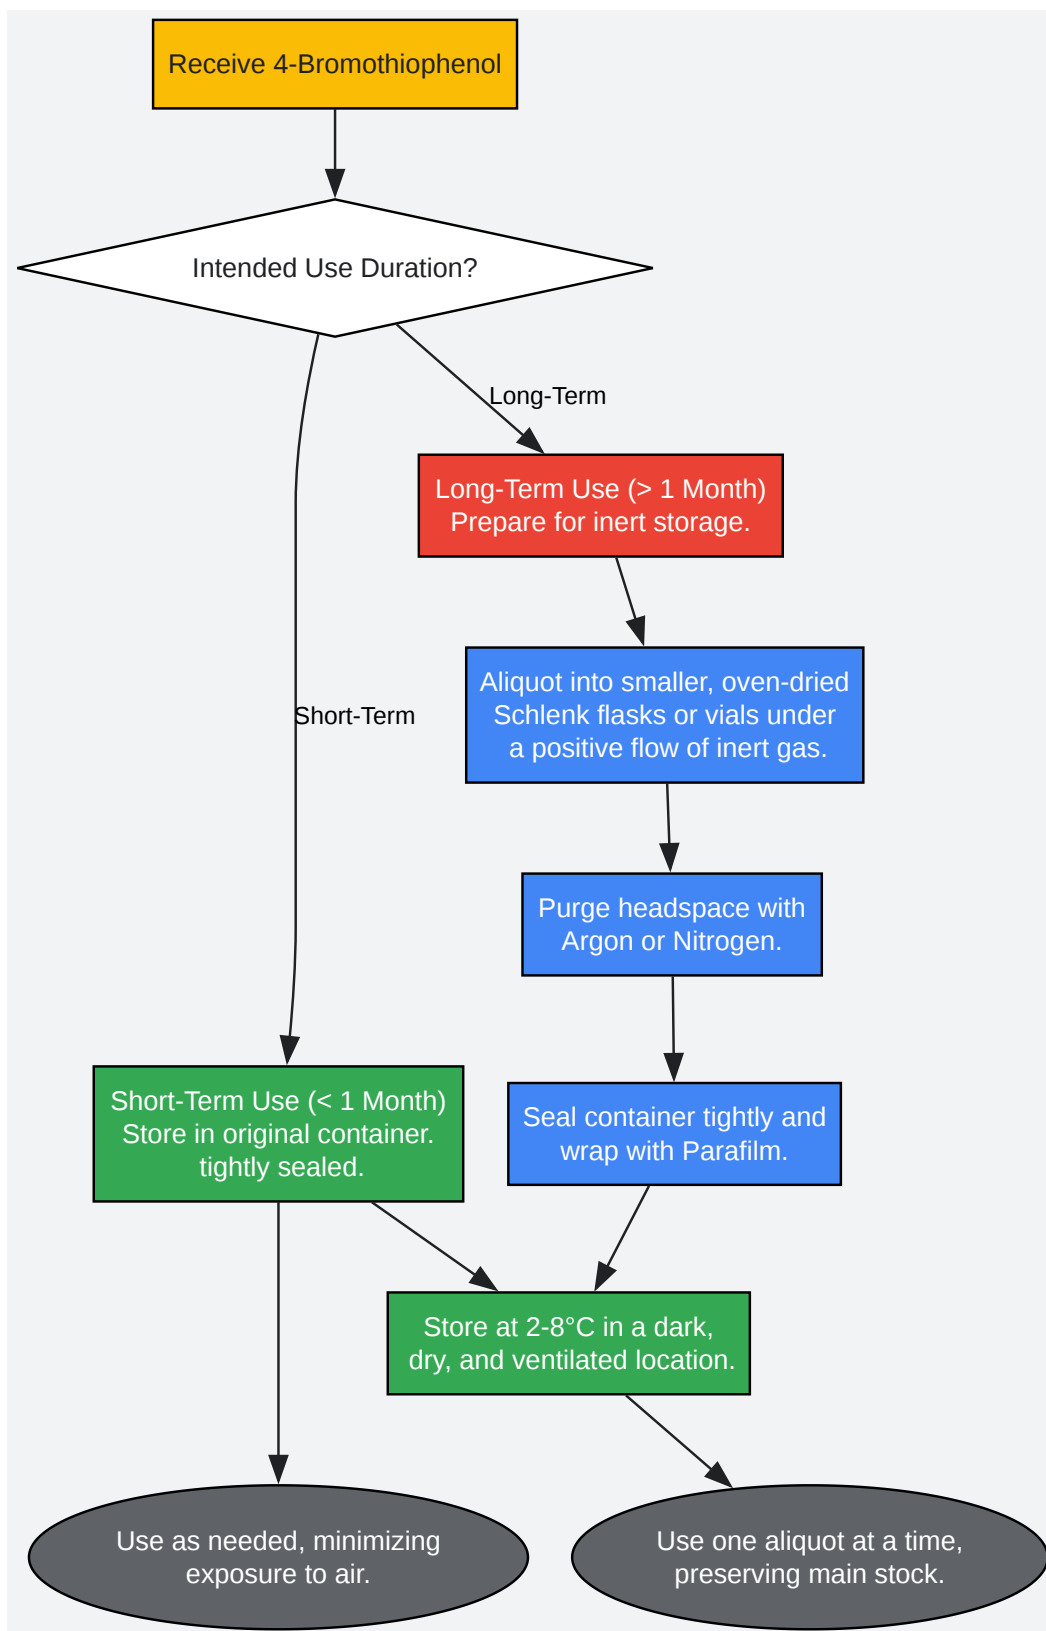 Receive 4-Bromothiophenol
Intended Use Duration?
Long-Term
Long-Term Use (> 1 Month)
Prepare for inert storage.
Aliquot into smaller, oven-dried
Schlenk flasks or vials under
a positive flow of inert gas.
Short-Term
Purge headspace with
Argon or Nitrogen.
Short-Term Use (< 1 Month)
Store in original container.
tightly sealed.
Seal container tightly and
wrap with Parafilm.
Store at 2-8°C in a dark,
dry, and ventilated location.
Use as needed, minimizing
exposure to air.
Use one aliquot at a time,
preserving main stock.